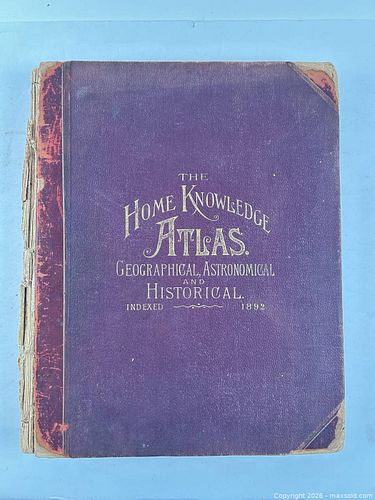 THE
HOME KNOWLEDGE
ATLAS.
GEOGRAPHICAL, ASTRONOMICAL
AND
HISTORICAL.
INDEXED 1892
Copyright 2026 - maxsold.com